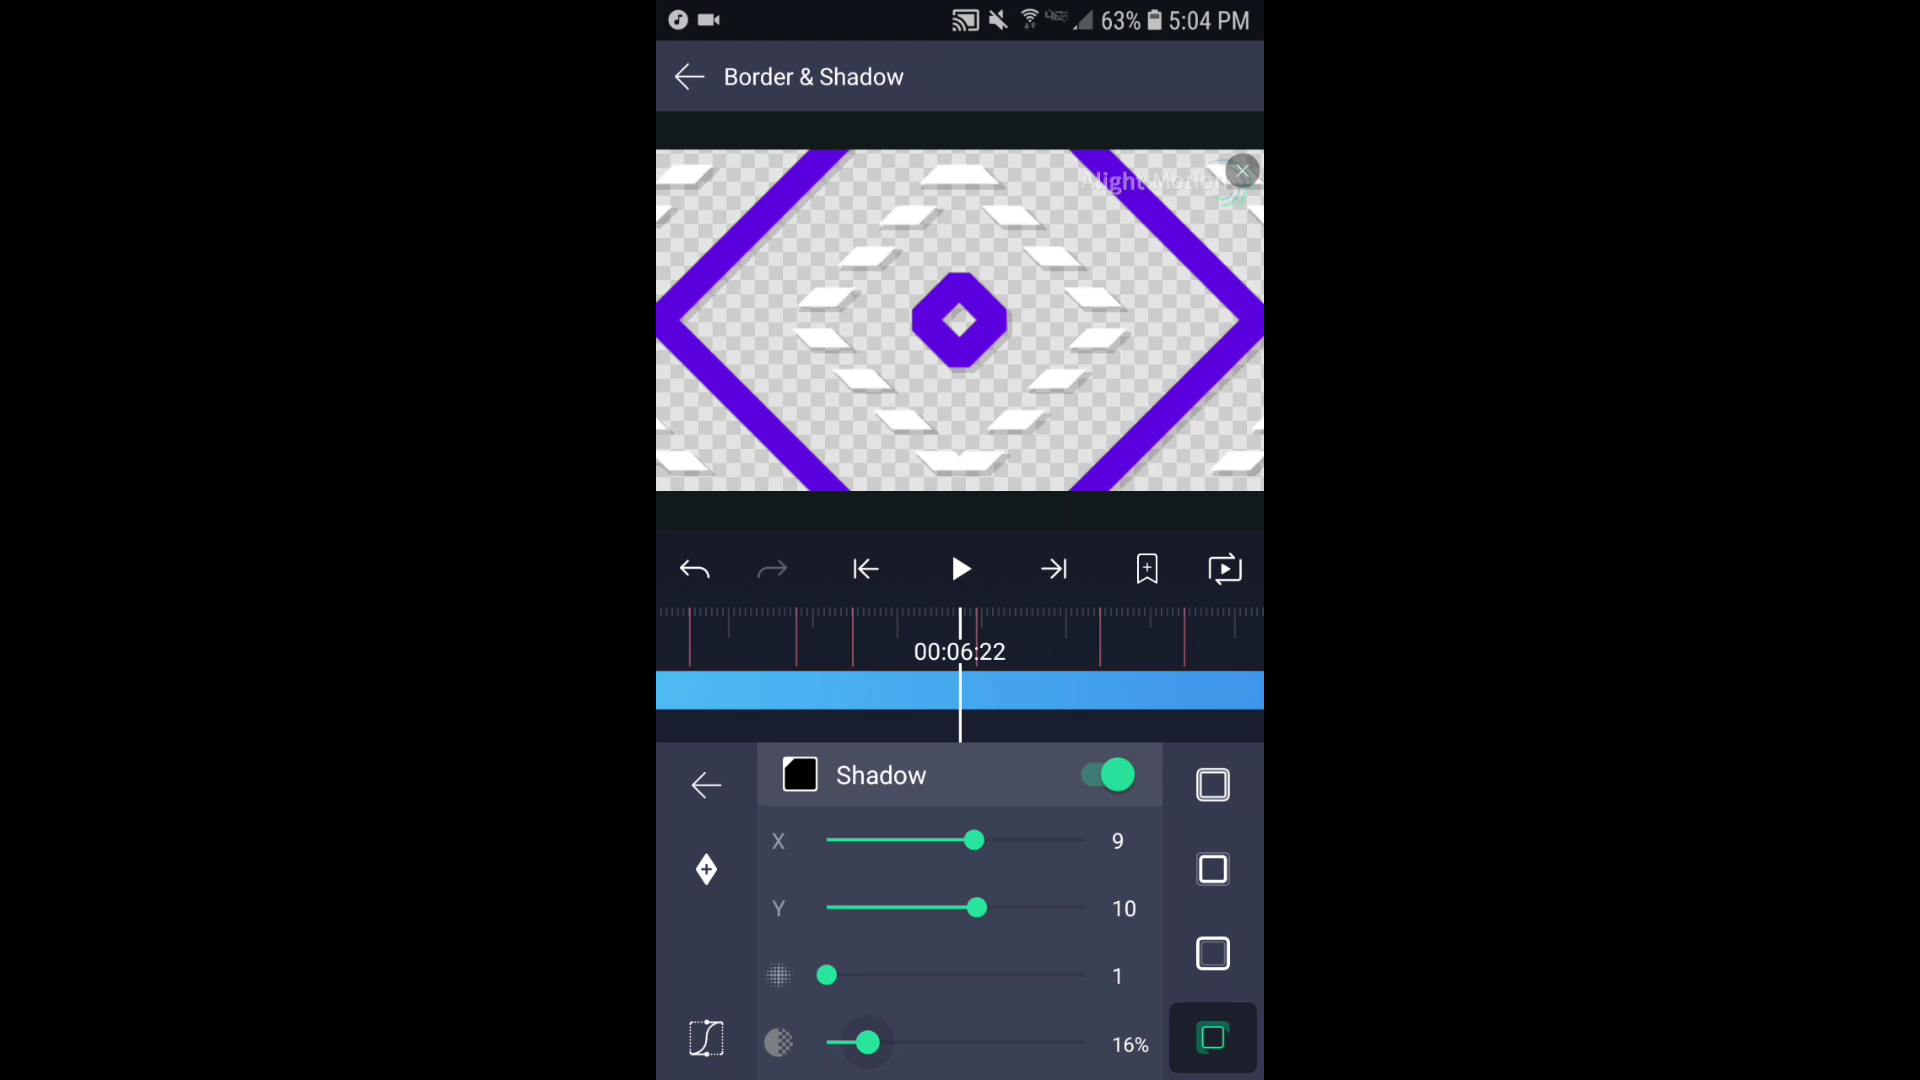 63% 5:04 PM
Border & Shadow
Alight Motion
00:06:22
Shadow
X 9
Y 10
1
16%